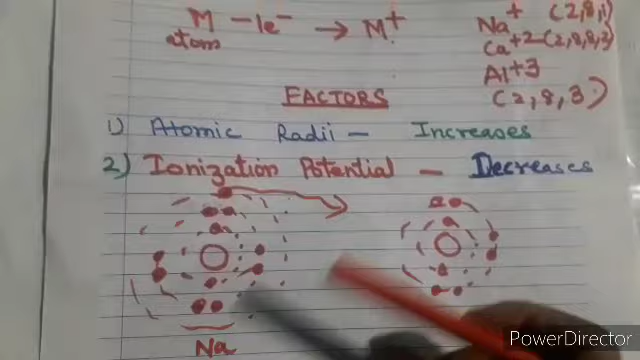 M -1e⁻ → M⁺
atom
Na⁺ (2,8,1)
Ca⁺² -(2,8,8,2)
Al⁺³
(2,8,3)
FACTORS
1) Atomic Radii - Increases
2) Ionization Potential - Decreases
Na
PowerDirector